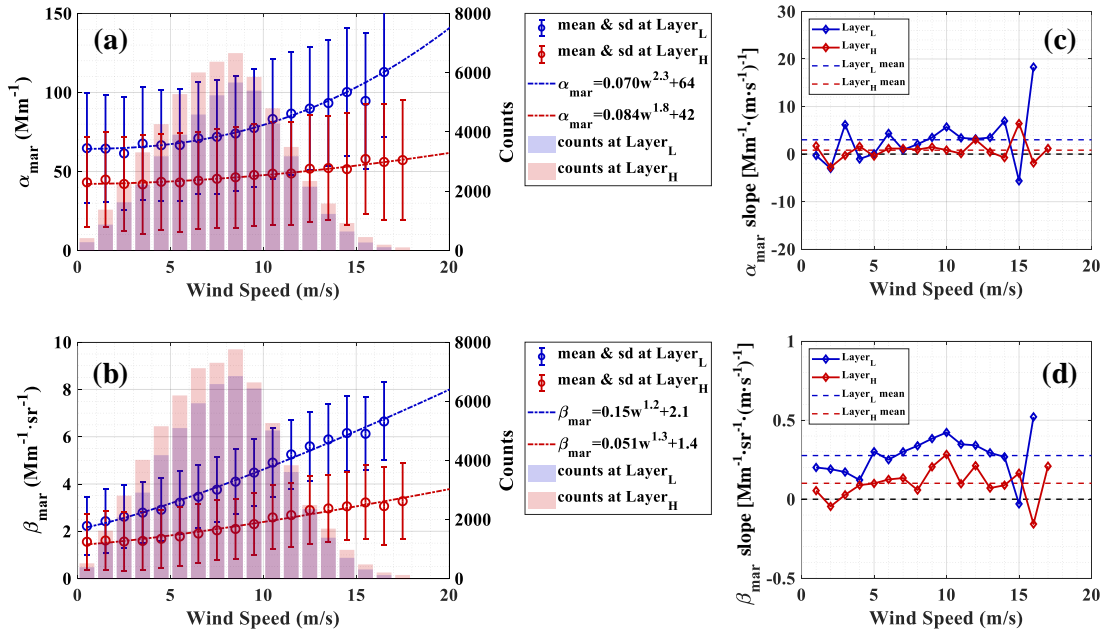 (a)
150
100
50
0
α_mar (Mm⁻¹)
0
5
10
15
20
Wind Speed (m/s)
8000
6000
4000
2000
0
Counts
mean & sd at Layer_L
mean & sd at Layer_H
α_mar=0.070w^2.3+64
α_mar=0.084w^1.8+42
counts at Layer_L
counts at Layer_H
(c)
30
20
10
0
-10
-20
α_mar slope [Mm⁻¹·(m·s⁻¹)⁻¹]
Layer_L
Layer_H
Layer_L mean
Layer_H mean
0
5
10
15
20
Wind Speed (m/s)
(b)
10
8
6
4
2
0
β_mar (Mm⁻¹·sr⁻¹)
0
5
10
15
20
Wind Speed (m/s)
8000
6000
4000
2000
0
Counts
mean & sd at Layer_L
mean & sd at Layer_H
β_mar=0.15w^1.2+2.1
β_mar=0.051w^1.3+1.4
counts at Layer_L
counts at Layer_H
(d)
1
0.5
0
-0.5
β_mar slope [Mm⁻¹·sr⁻¹·(m·s⁻¹)⁻¹]
Layer_L
Layer_H
Layer_L mean
Layer_H mean
0
5
10
15
20
Wind Speed (m/s)